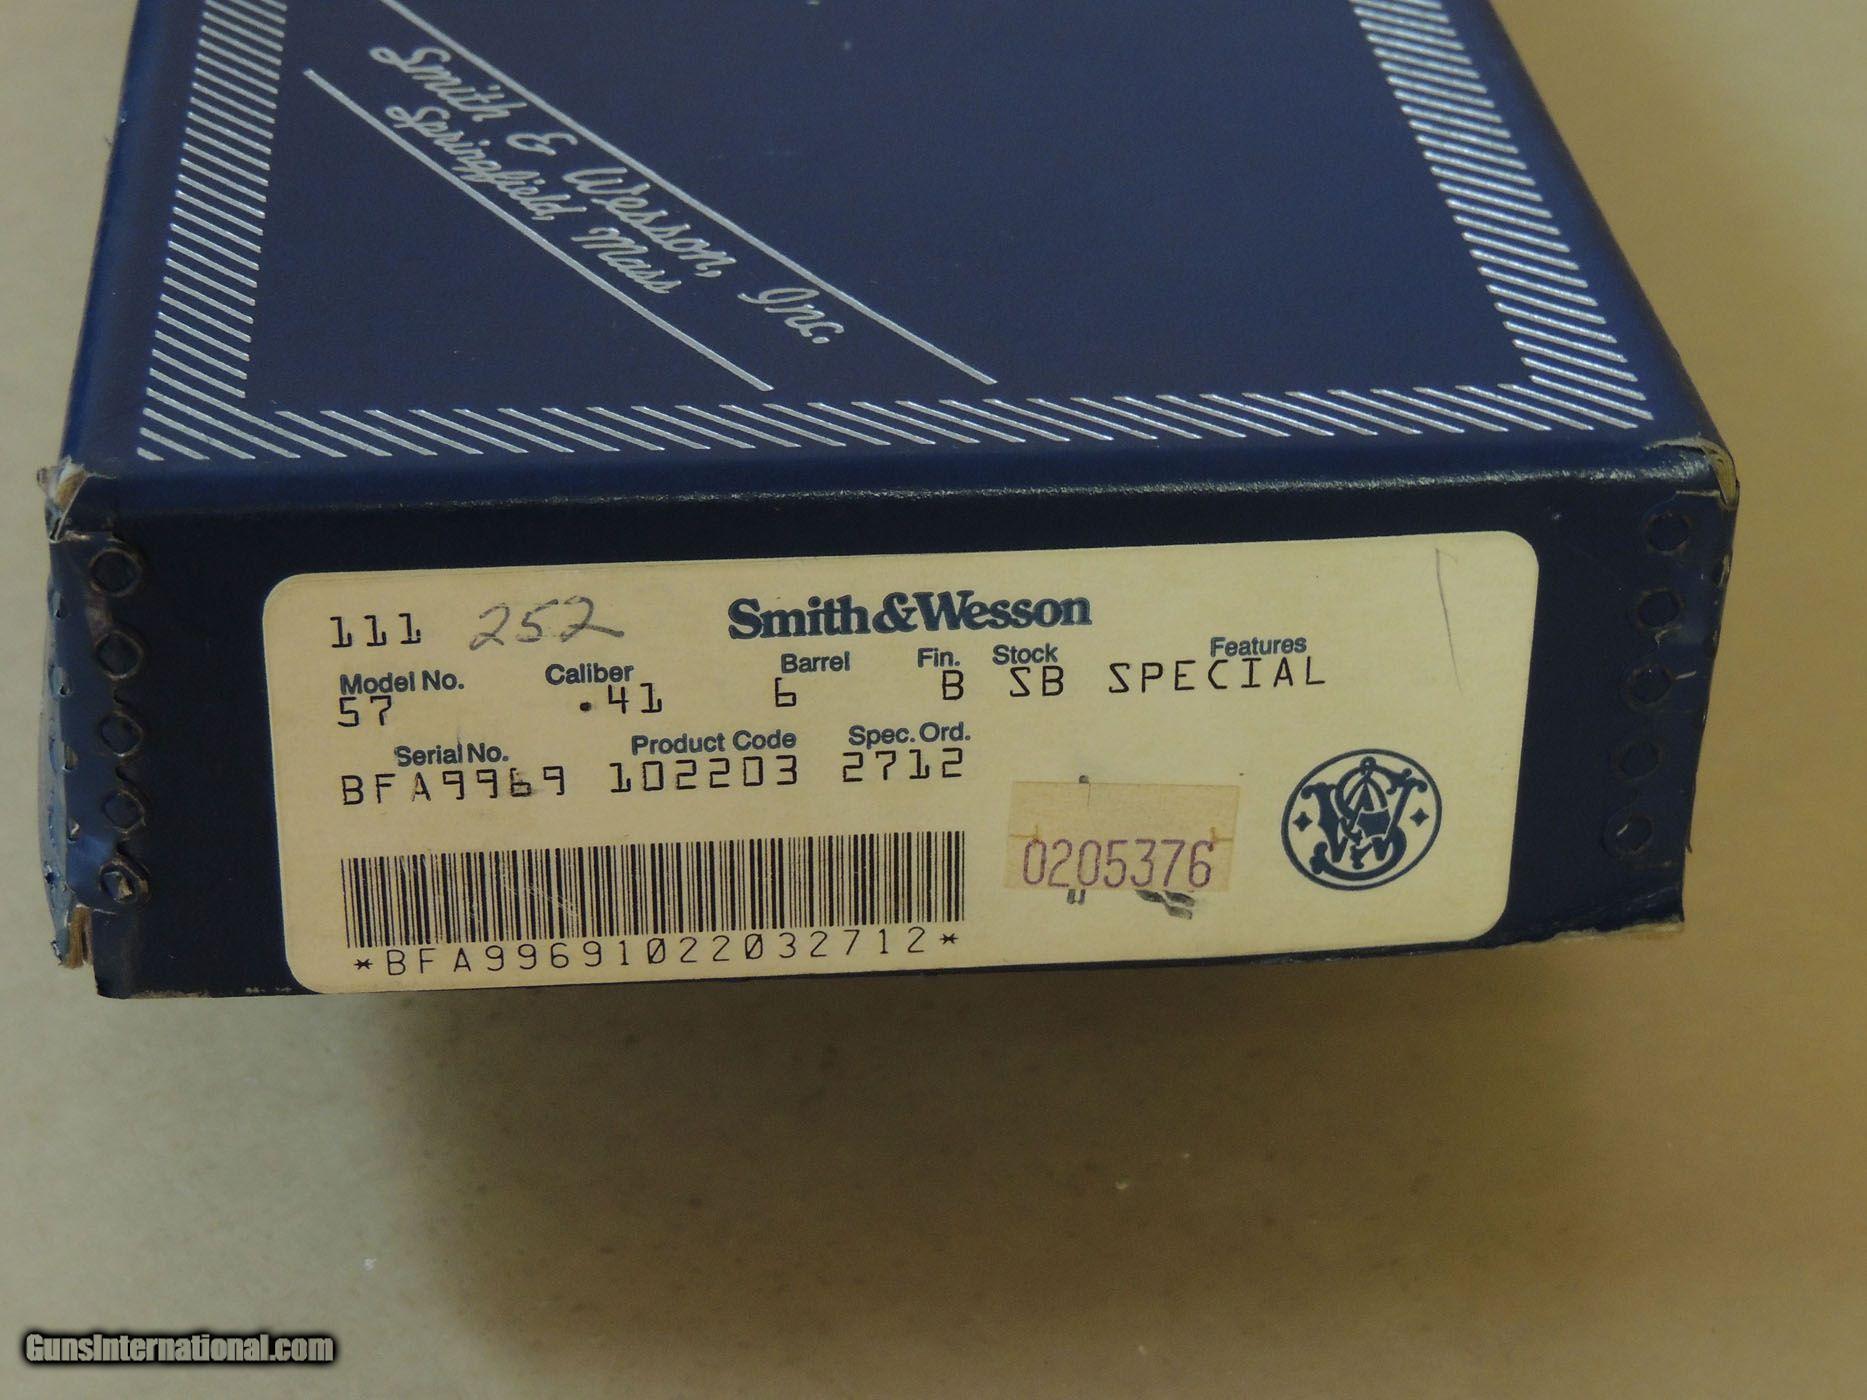 Smith & Wesson, Inc.
Springfield, Mass
111 252 Smith&Wesson
Model No. Caliber Barrel Fin. Stock Features
57 .41 6 B SB SPECIAL
Serial No. Product Code Spec. Ord.
BFA9969 102203 2712
0205376
*BFA99691022032712*
GunsInternational.com